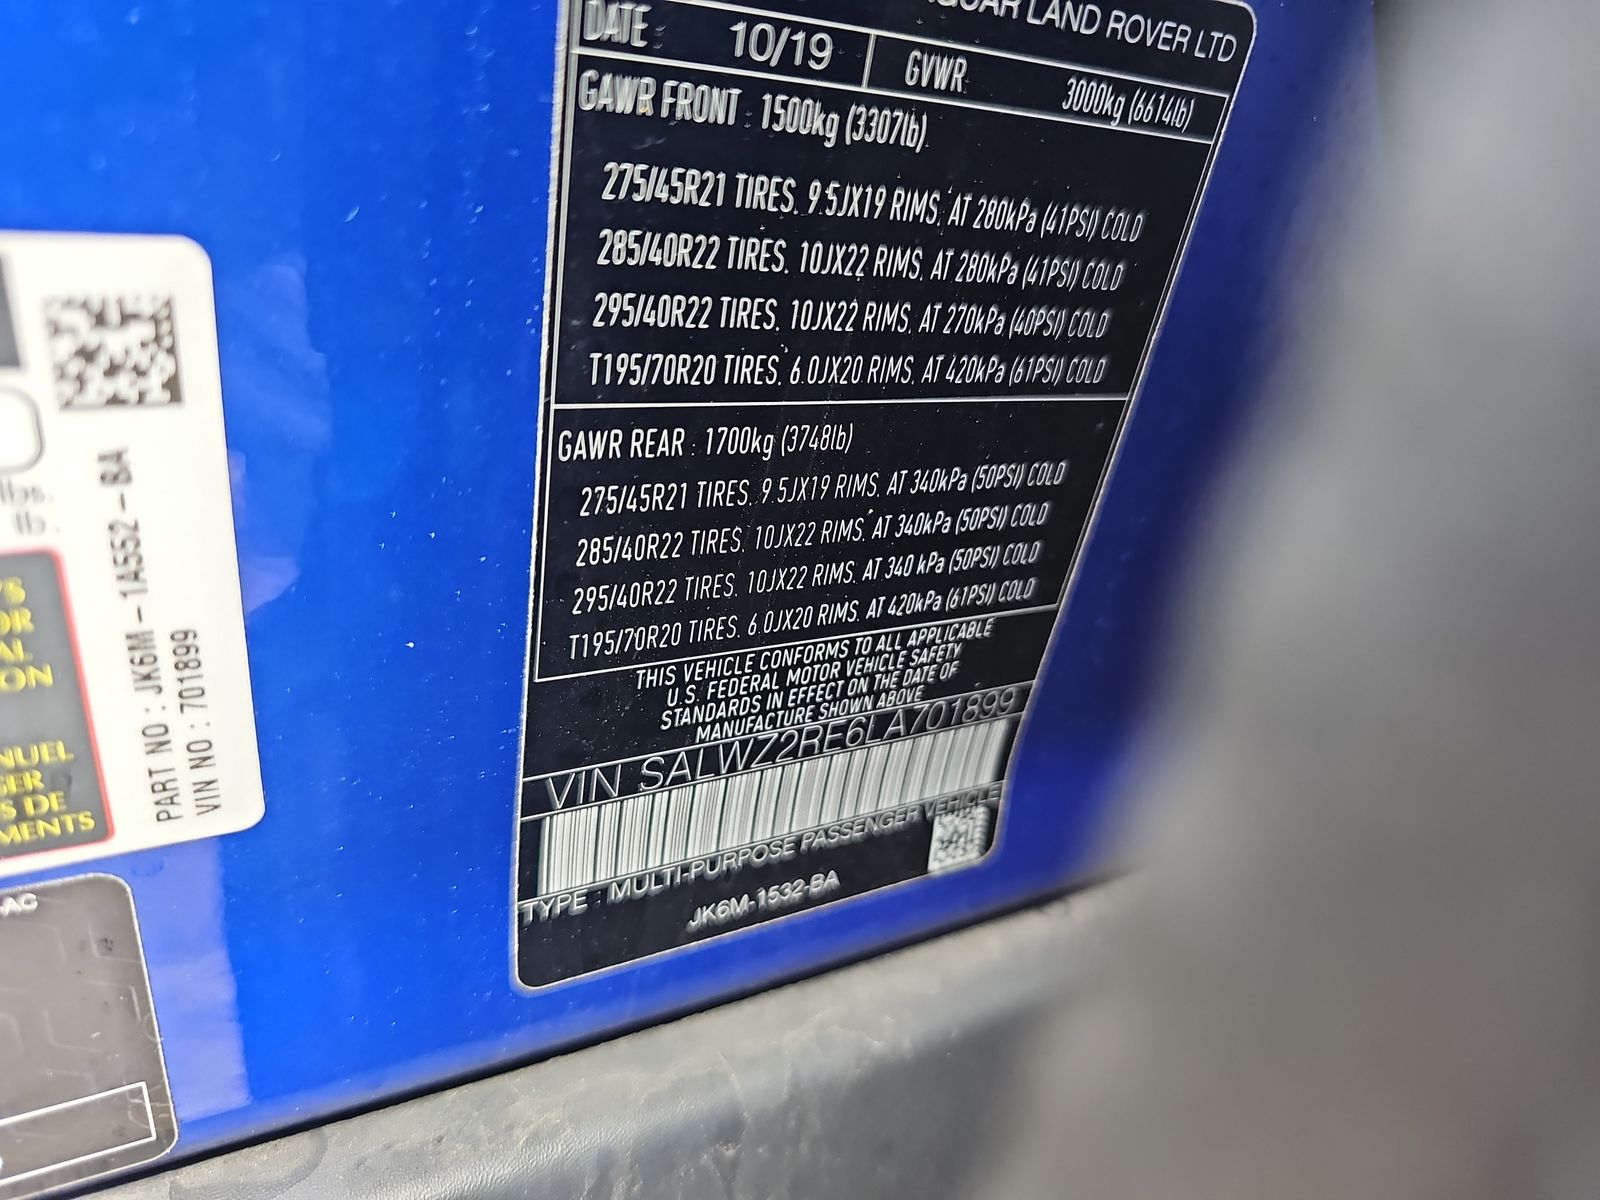 LAND ROVER LTD
DATE : 10/19 GVWR 3000kg (6614lb)
GAWR FRONT : 1500kg (3307lb)
275/45R21 TIRES, 9.5JX19 RIMS, AT 280kPa (41PSI) COLD
285/40R22 TIRES, 10JX22 RIMS, AT 280kPa (41PSI) COLD
295/40R22 TIRES, 10JX22 RIMS, AT 270kPa (40PSI) COLD
T195/70R20 TIRES, 6.0JX20 RIMS, AT 420kPa (61PSI) COLD
GAWR REAR : 1700kg (3748lb)
275/45R21 TIRES, 9.5JX19 RIMS, AT 340kPa (50PSI) COLD
285/40R22 TIRES, 10JX22 RIMS, AT 340kPa (50PSI) COLD
295/40R22 TIRES, 10JX22 RIMS, AT 340 kPa (50PSI) COLD
T195/70R20 TIRES, 6.0JX20 RIMS, AT 420kPa (61PSI) COLD
THIS VEHICLE CONFORMS TO ALL APPLICABLE
U.S. FEDERAL MOTOR VEHICLE SAFETY
STANDARDS IN EFFECT ON THE DATE OF
MANUFACTURE SHOWN ABOVE
VIN SALWZ2RE6LA701899
TYPE : MULTI-PURPOSE PASSENGER VEHICLE
JK6M-1532-BA
lbs.
lb.
PART NO : JK6M-1A552-BA
VIN NO : 701899
S DE
-AC